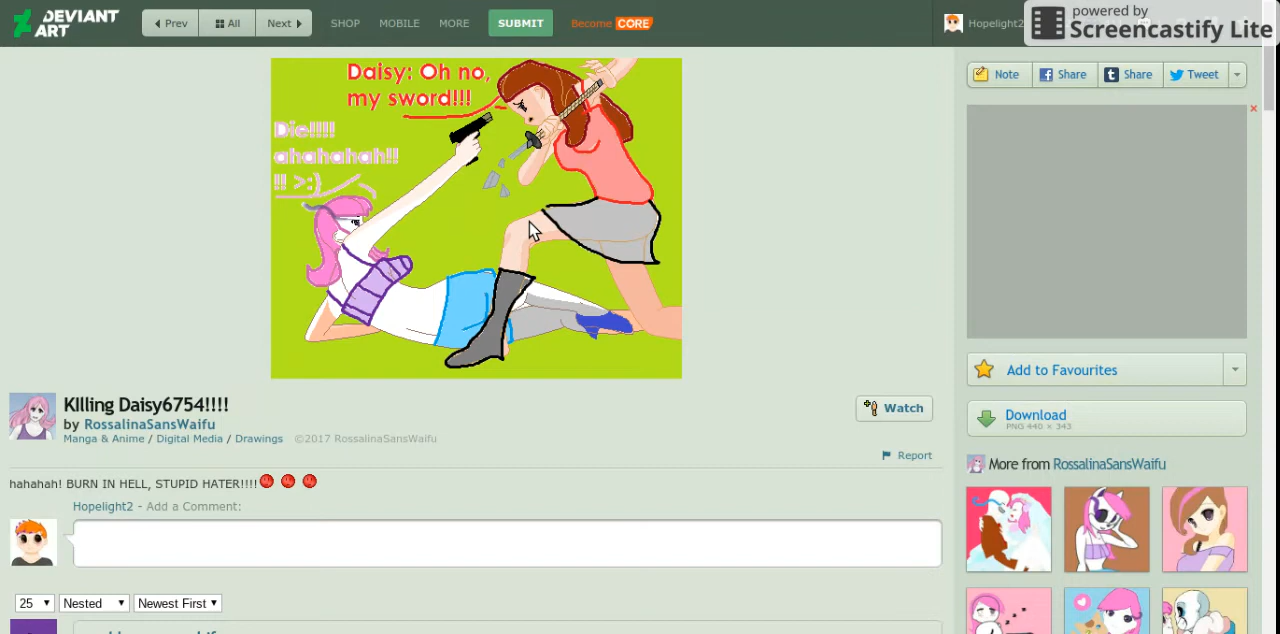 DEVIANT
ART
Prev
All
Next
SHOP
MOBILE
MORE
SUBMIT
Become CORE
Hopelight2
powered by
Screencastify Lite
Daisy: Oh no,
my sword!!!
Die!!!!
ahahahah!!
!! >:)
Note
Share
Share
Tweet
Add to Favourites
Download
PNG 440 × 343
KIlling Daisy6754!!!!
by RossalinaSansWaifu
Manga & Anime / Digital Media / Drawings ©2017 RossalinaSansWaifu
Watch
Report
More from RossalinaSansWaifu
hahahah! BURN IN HELL, STUPID HATER!!!!
Hopelight2 - Add a Comment:
25
Nested
Newest First